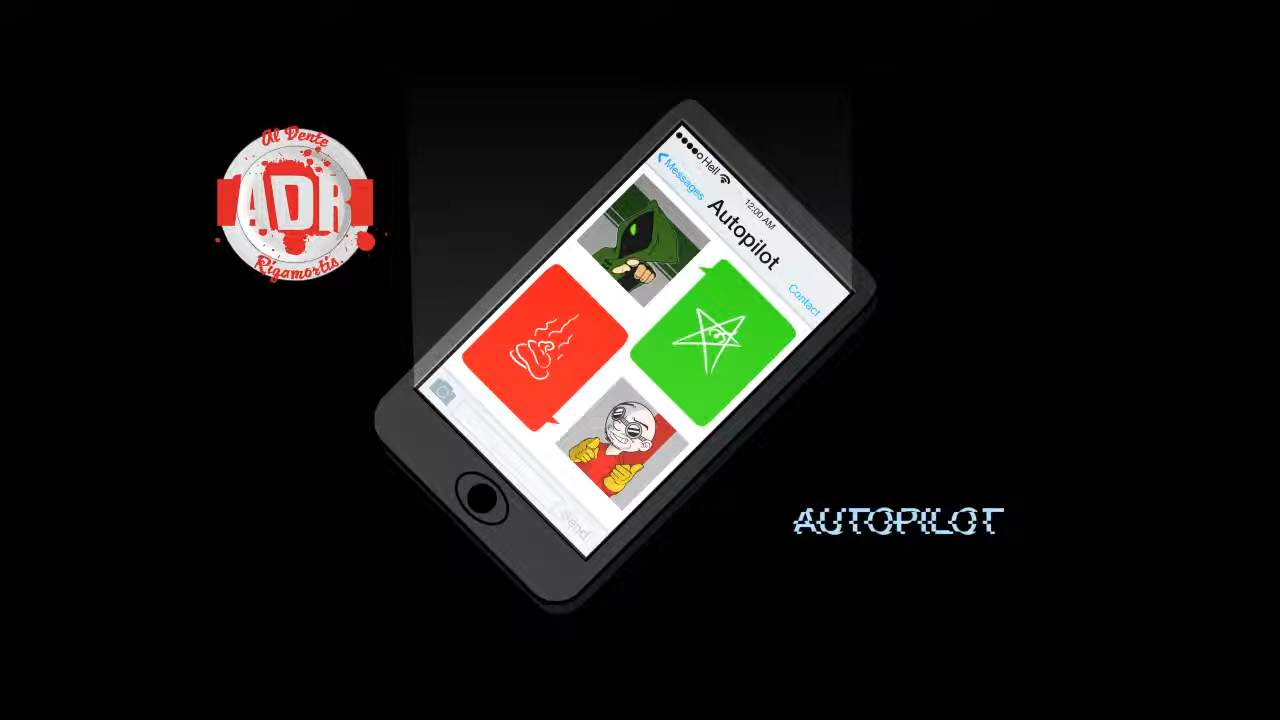 Al Dente
ADR
Rigamortis
Hell
12:00 AM
Messages
Autopilot
Contact
Send
AUTOPILOT